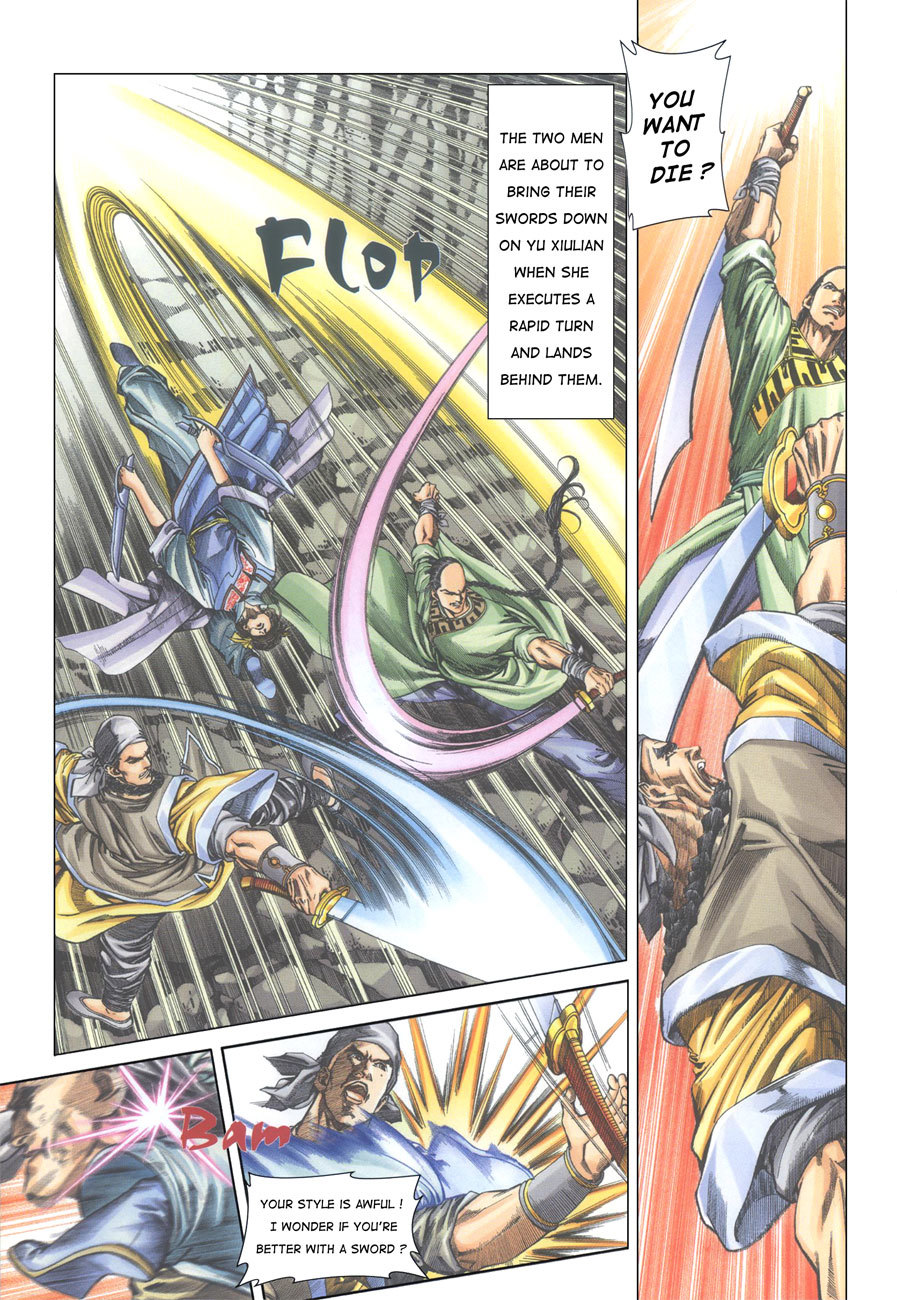 YOU
WANT
TO
DIE ?
THE TWO MEN
ARE ABOUT TO
BRING THEIR
SWORDS DOWN
ON YU XIULIAN
WHEN SHE
EXECUTES A
RAPID TURN
AND LANDS
BEHIND THEM.
FLOP
Bam
YOUR STYLE IS AWFUL !
I WONDER IF YOU'RE
BETTER WITH A SWORD ?